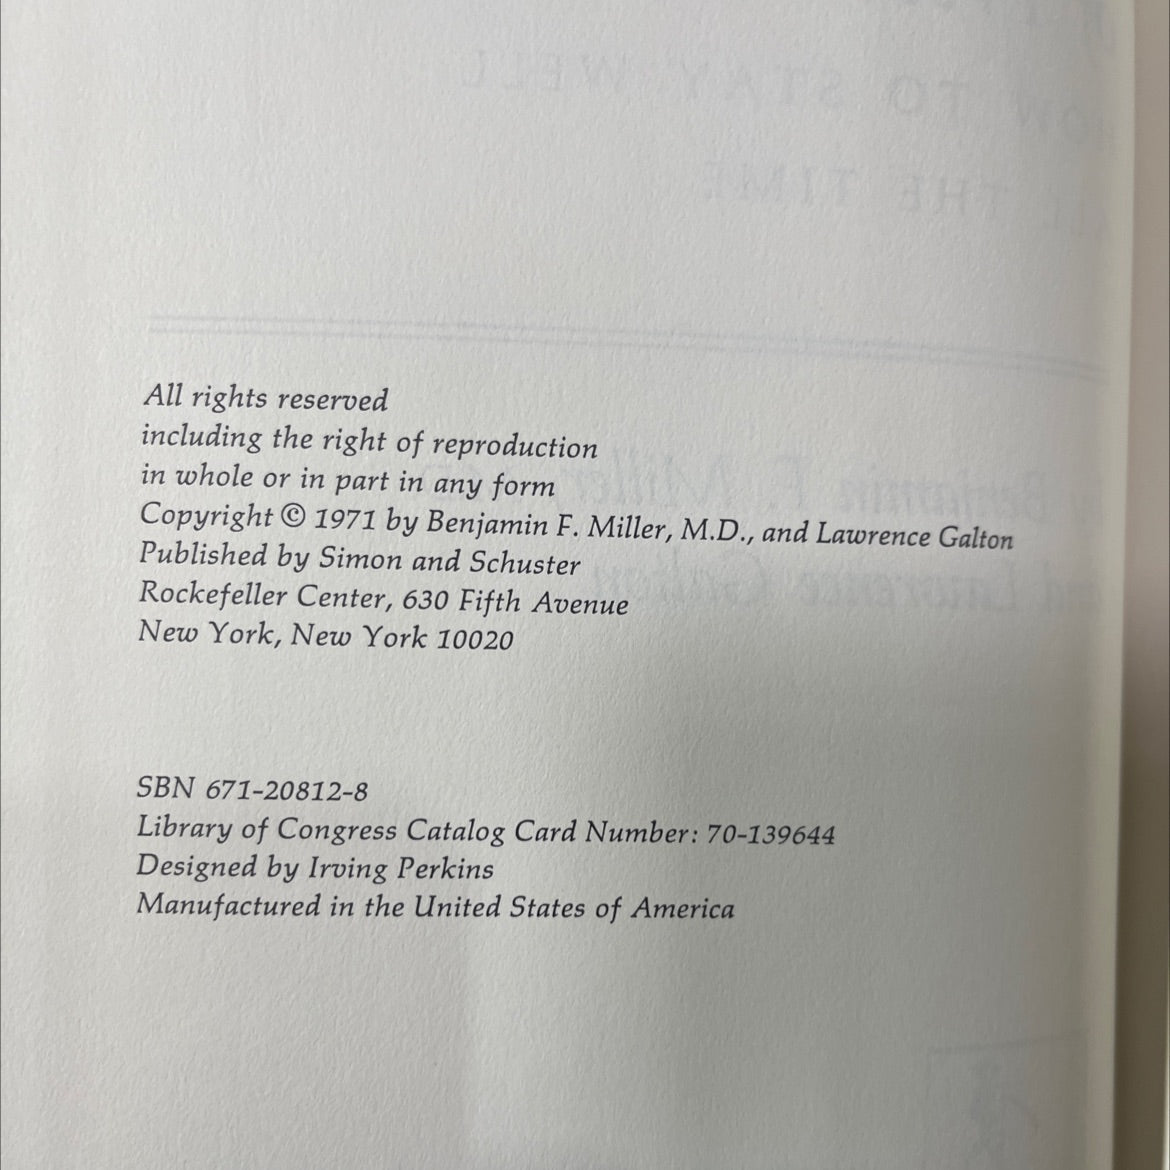 All rights reserved
including the right of reproduction
in whole or in part in any form
Copyright © 1971 by Benjamin F. Miller, M.D., and Lawrence Galton
Published by Simon and Schuster
Rockefeller Center, 630 Fifth Avenue
New York, New York 10020
SBN 671-20812-8
Library of Congress Catalog Card Number: 70-139644
Designed by Irving Perkins
Manufactured in the United States of America